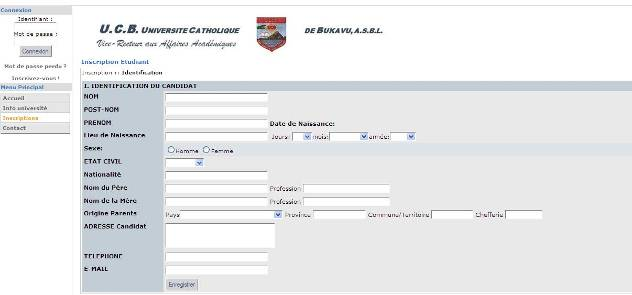 Connexion
Identifiant :
Mot de passe :
Connexion
Mot de passe perdu ?
Inscrivez-vous !
Menu Principal
Accueil
Info université
Inscriptions
Contact
U.C.B. UNIVERSITE CATHOLIQUE DE BUKAVU, A.S.B.L.
Vice-Recteur aux Affaires Académiques
Inscription Etudiant
Inscription :: Identification
I. IDENTIFICATION DU CANDIDAT
NOM
POST-NOM
PRENOM Date de Naissance:
Lieu de Naissance Jours: mois: année:
Sexe: Homme Femme
ETAT CIVIL
Nationalité
Nom du Père Profession
Nom de la Mère Profession
Origine Parents Pays Province Commune/Territoire Chefferie
ADRESSE Candidat
TELEPHONE
E-MAIL
Enregistrer